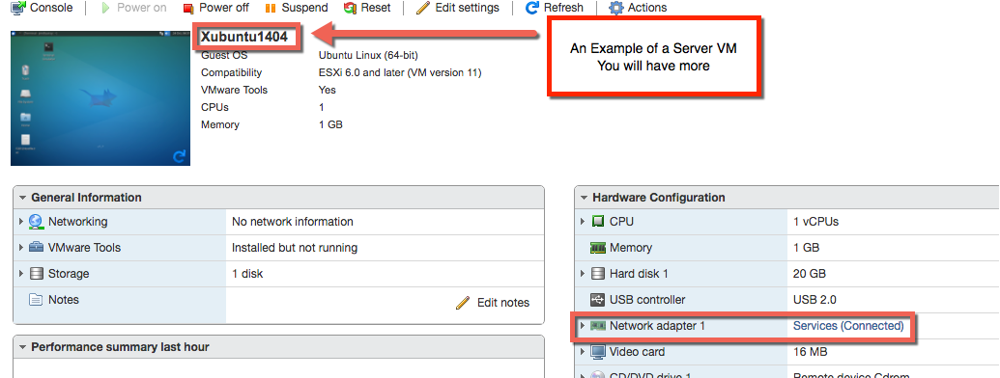 Console Power on Power off Suspend Reset Edit settings Refresh Actions
Xubuntu1404
Guest OS Ubuntu Linux (64-bit)
Compatibility ESXi 6.0 and later (VM version 11)
VMware Tools Yes
CPUs 1
Memory 1 GB
An Example of a Server VM
You will have more
General Information
Networking No network information
VMware Tools Installed but not running
Storage 1 disk
Notes Edit notes
Performance summary last hour
Hardware Configuration
CPU 1 vCPUs
Memory 1 GB
Hard disk 1 20 GB
USB controller USB 2.0
Network adapter 1 Services (Connected)
Video card 16 MB
CD/DVD drive 1 Remote device Cdrom